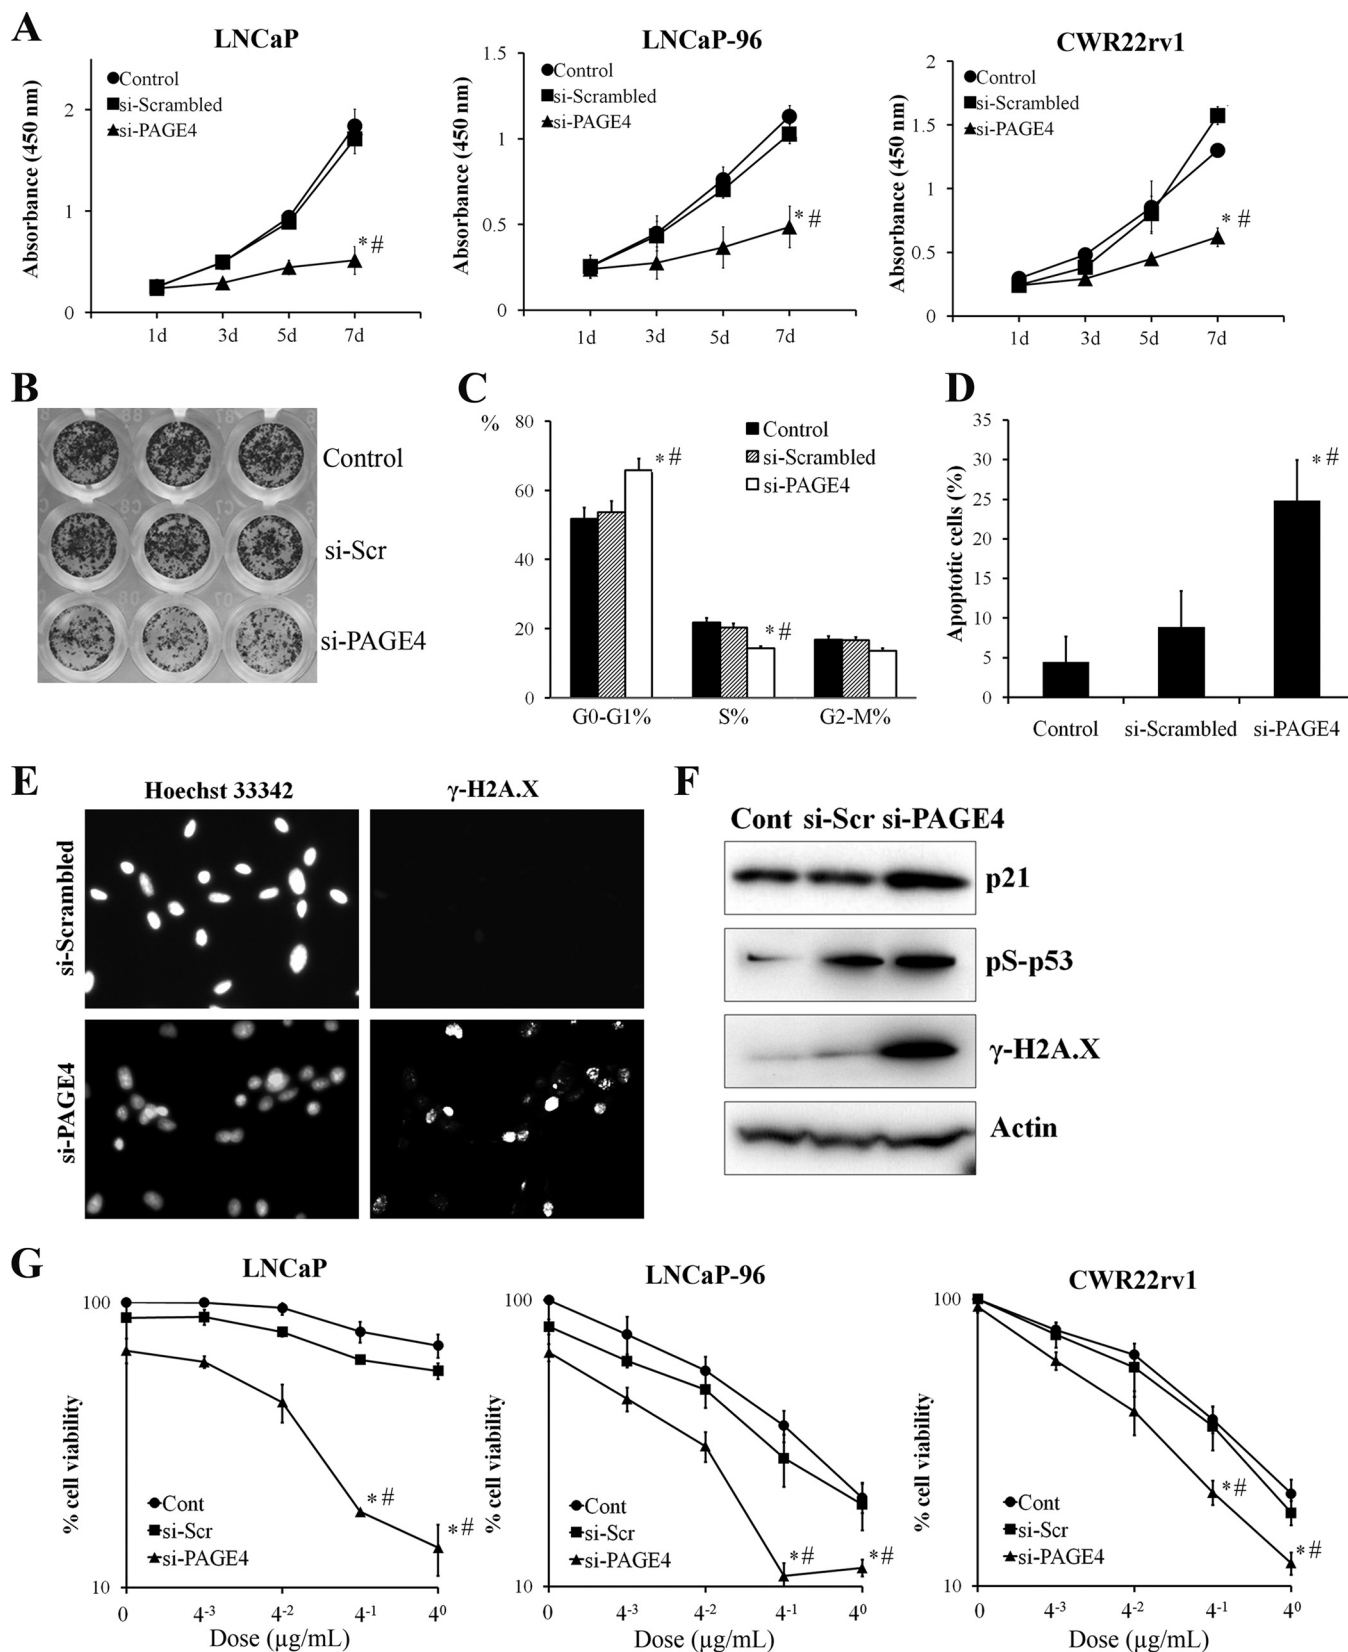 A
LNCaP
Absorbance (450 nm)
Control
si-Scrambled
si-PAGE4
2
1
0
*#
1d 3d 5d 7d
LNCaP-96
Absorbance (450 nm)
Control
si-Scrambled
si-PAGE4
1.5
1
0.5
0
*#
1d 3d 5d 7d
CWR22rv1
Absorbance (450 nm)
Control
si-Scrambled
si-PAGE4
2
1.5
1
0.5
0
* #
1d 3d 5d 7d
B
Control
si-Scr
si-PAGE4
C
%
80
60
40
20
0
Control
si-Scrambled
si-PAGE4
* #
* #
G0-G1% S% G2-M%
D
Apoptotic cells (%)
35
30
25
20
15
10
5
0
* #
Control si-Scrambled si-PAGE4
E
Hoechst 33342 γ-H2A.X
si-Scrambled
si-PAGE4
F
Cont si-Scr si-PAGE4
p21
pS-p53
γ-H2A.X
Actin
G
LNCaP
% cell viability
100
10
Cont
si-Scr
si-PAGE4
* #
*#
0 4⁻³ 4⁻² 4⁻¹ 4⁰
Dose (µg/mL)
LNCaP-96
% cell viability
100
10
Cont
si-Scr
si-PAGE4
*#
*#
0 4⁻³ 4⁻² 4⁻¹ 4⁰
Dose (µg/mL)
CWR22rv1
% cell viability
100
10
Cont
si-Scr
si-PAGE4
*#
*#
0 4⁻³ 4⁻² 4⁻¹ 4⁰
Dose (µg/mL)